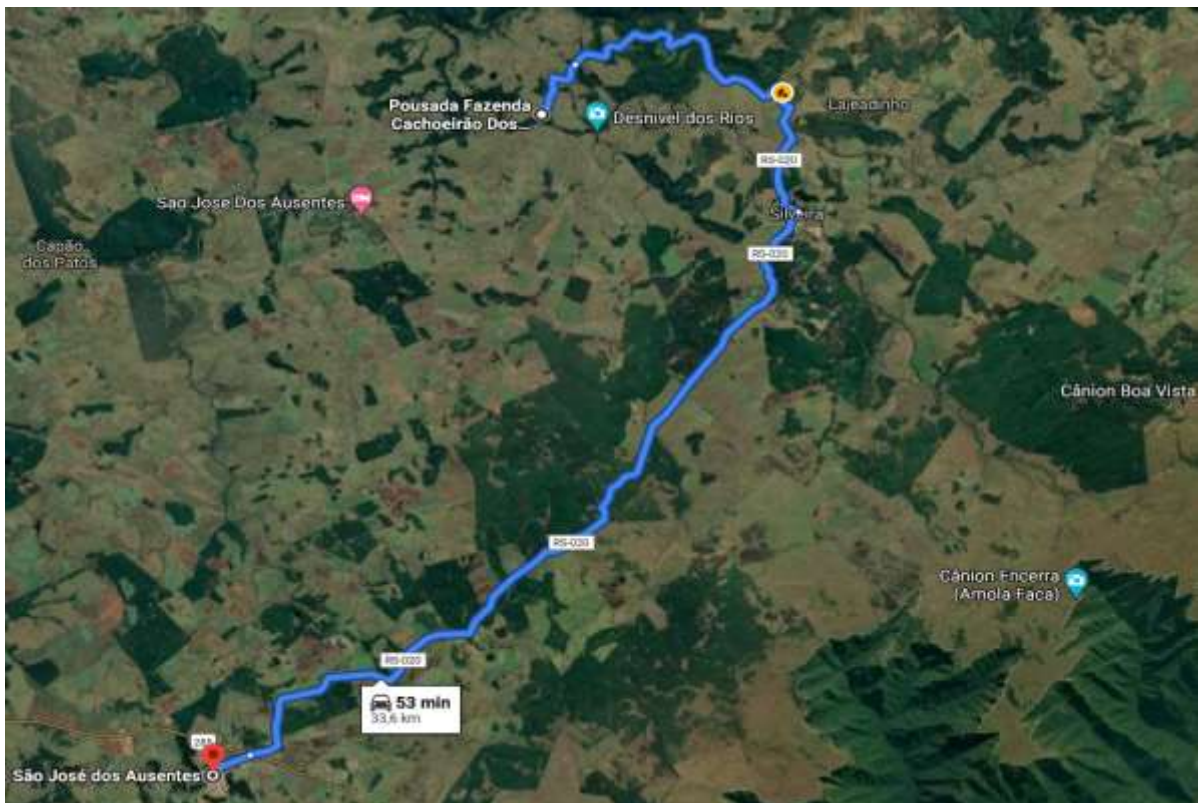 Pousada Fazenda
Cachoeirão Dos...
Desnível dos Rios
Lajeadinho
RS-020
São José Dos Ausentes
Silveira
Capão
dos Patos
RS-020
Cânion Boa Vista
RS-020
Cânion Encerra
(Amola Faca)
RS-020
53 min
33,6 km
285
São José dos Ausentes